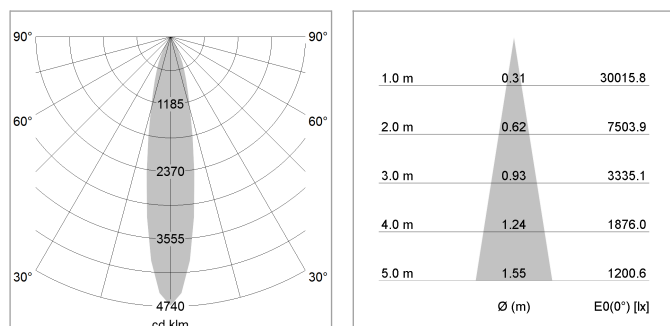 90° 90°
1185
60° 60°
2370
3555
30° 30°
4740
cd klm
1.0 m 0.31 30015.8
2.0 m 0.62 7503.9
3.0 m 0.93 3335.1
4.0 m 1.24 1876.0
5.0 m 1.55 1200.6
Ø (m) E0(0°) [lx]